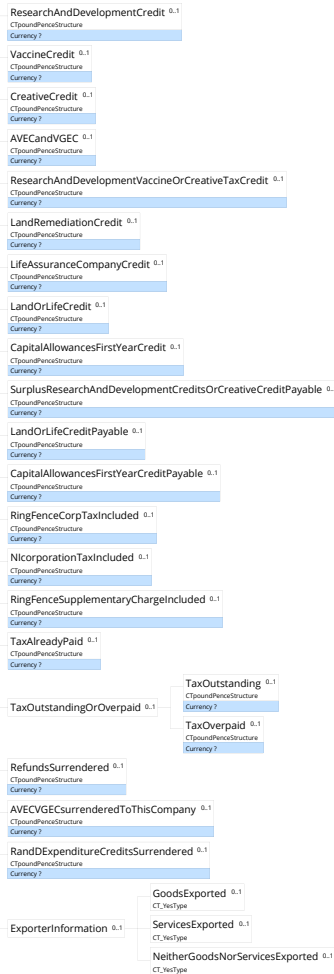 ResearchAndDevelopmentCredit 0..1
CTpoundPenceStructure
Currency ?
VaccineCredit 0..1
CTpoundPenceStructure
Currency ?
CreativeCredit 0..1
CTpoundPenceStructure
Currency ?
AVECandVGEC 0..1
CTpoundPenceStructure
Currency ?
ResearchAndDevelopmentVaccineOrCreativeTaxCredit 0..1
CTpoundPenceStructure
Currency ?
LandRemediationCredit 0..1
CTpoundPenceStructure
Currency ?
LifeAssuranceCompanyCredit 0..1
CTpoundPenceStructure
Currency ?
LandOrLifeCredit 0..1
CTpoundPenceStructure
Currency ?
CapitalAllowancesFirstYearCredit 0..1
CTpoundPenceStructure
Currency ?
SurplusResearchAndDevelopmentCreditsOrCreativeCreditPayable 0..
CTpoundPenceStructure
Currency ?
LandOrLifeCreditPayable 0..1
CTpoundPenceStructure
Currency ?
CapitalAllowancesFirstYearCreditPayable 0..1
CTpoundPenceStructure
Currency ?
RingFenceCorpTaxIncluded 0..1
CTpoundPenceStructure
Currency ?
NIcorporationTaxIncluded 0..1
CTpoundPenceStructure
Currency ?
RingFenceSupplementaryChargeIncluded 0..1
CTpoundPenceStructure
Currency ?
TaxAlreadyPaid 0..1
CTpoundPenceStructure
Currency ?
TaxOutstandingOrOverpaid 0..1
TaxOutstanding 0..1
CTpoundPenceStructure
Currency ?
TaxOverpaid 0..1
CTpoundPenceStructure
Currency ?
RefundsSurrendered 0..1
CTpoundPenceStructure
Currency ?
AVECVGECsurrenderedToThisCompany 0..1
CTpoundPenceStructure
Currency ?
RandDExpenditureCreditsSurrendered 0..1
CTpoundPenceStructure
Currency ?
ExporterInformation 0..1
GoodsExported 0..1
CT_YesType
ServicesExported 0..1
CT_YesType
NeitherGoodsNorServicesExported 0..1
CT_YesType